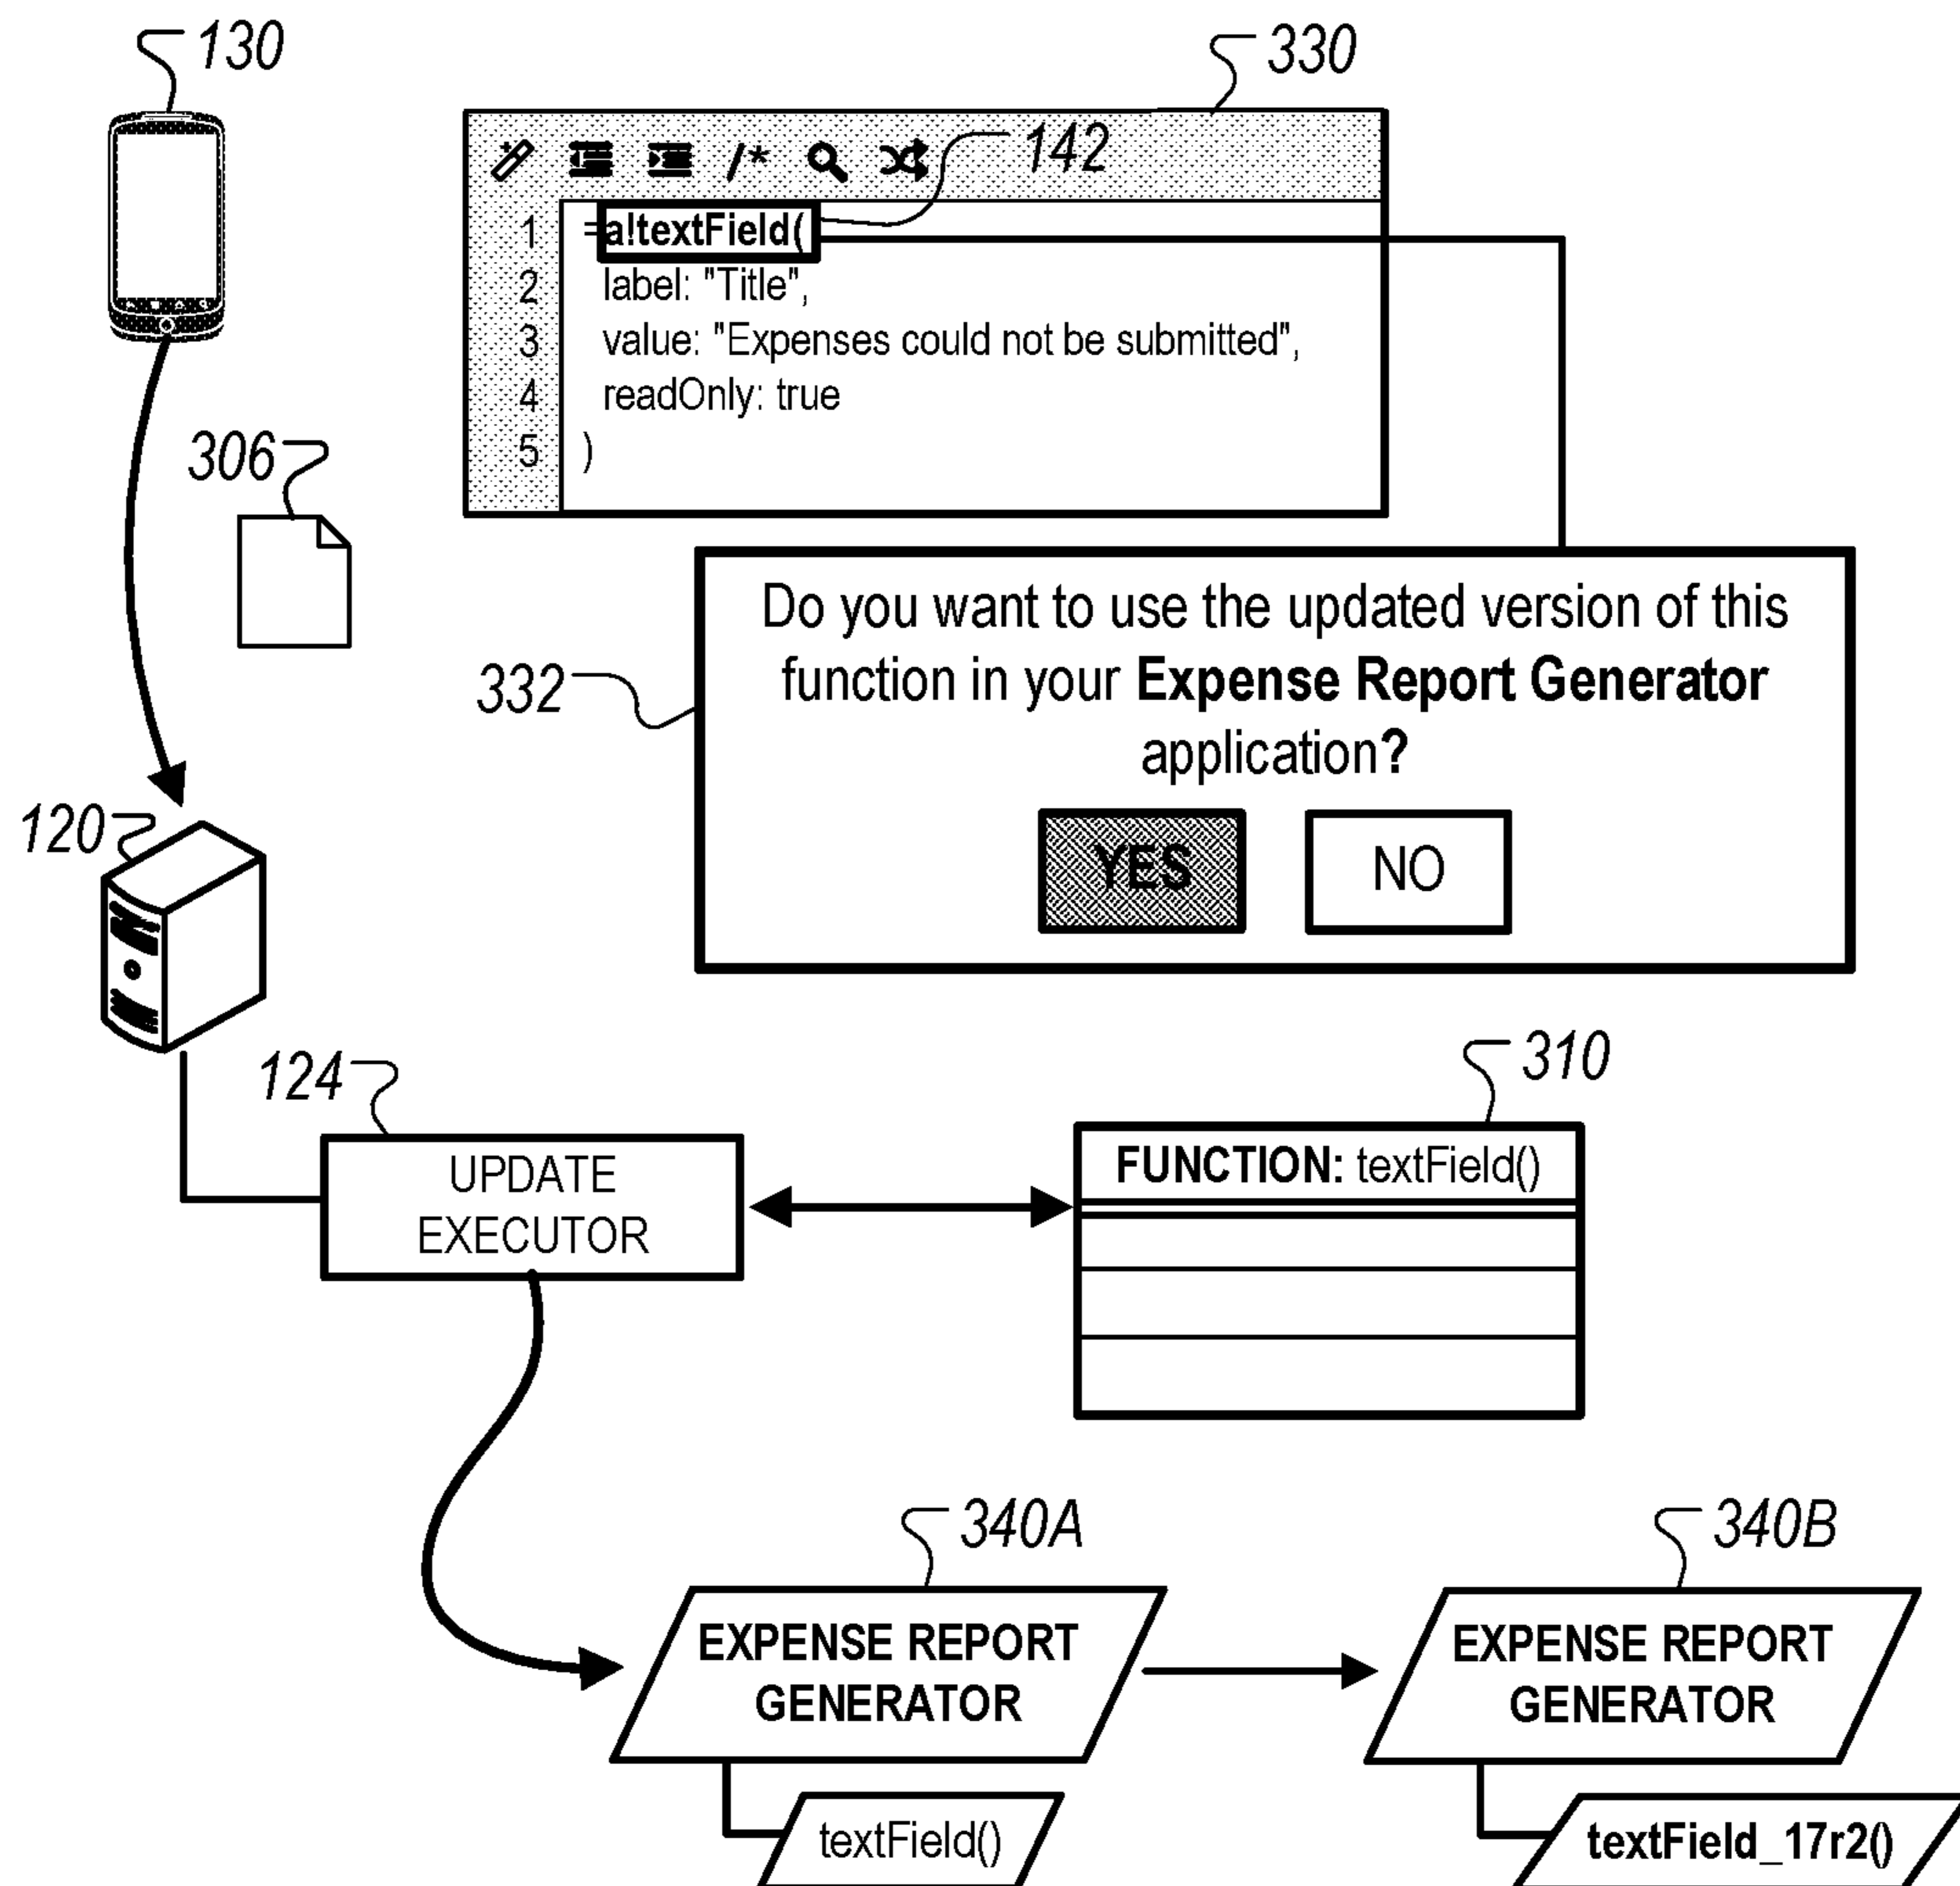 130
330
/*
142
1 =a!textField(
2 label: "Title",
3 value: "Expenses could not be submitted",
4 readOnly: true
5 )
306
Do you want to use the updated version of this
function in your Expense Report Generator
application?
332
YES NO
120
124
310
UPDATE
EXECUTOR
FUNCTION: textField()
340A
340B
EXPENSE REPORT
GENERATOR
EXPENSE REPORT
GENERATOR
textField()
textField_17r2()